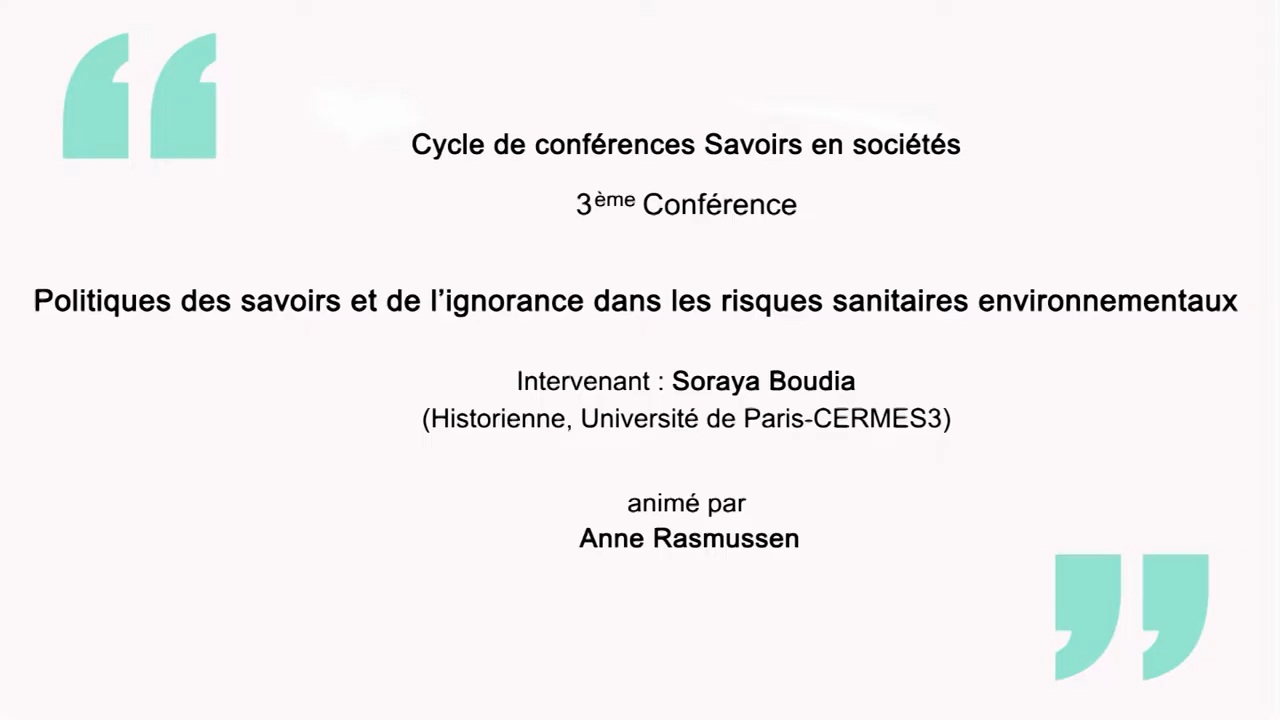 Cycle de conférences Savoirs en sociétés
3ème Conférence
Politiques des savoirs et de l’ignorance dans les risques sanitaires environnementaux
Intervenant : Soraya Boudia
(Historienne, Université de Paris-CERMES3)
animé par
Anne Rasmussen